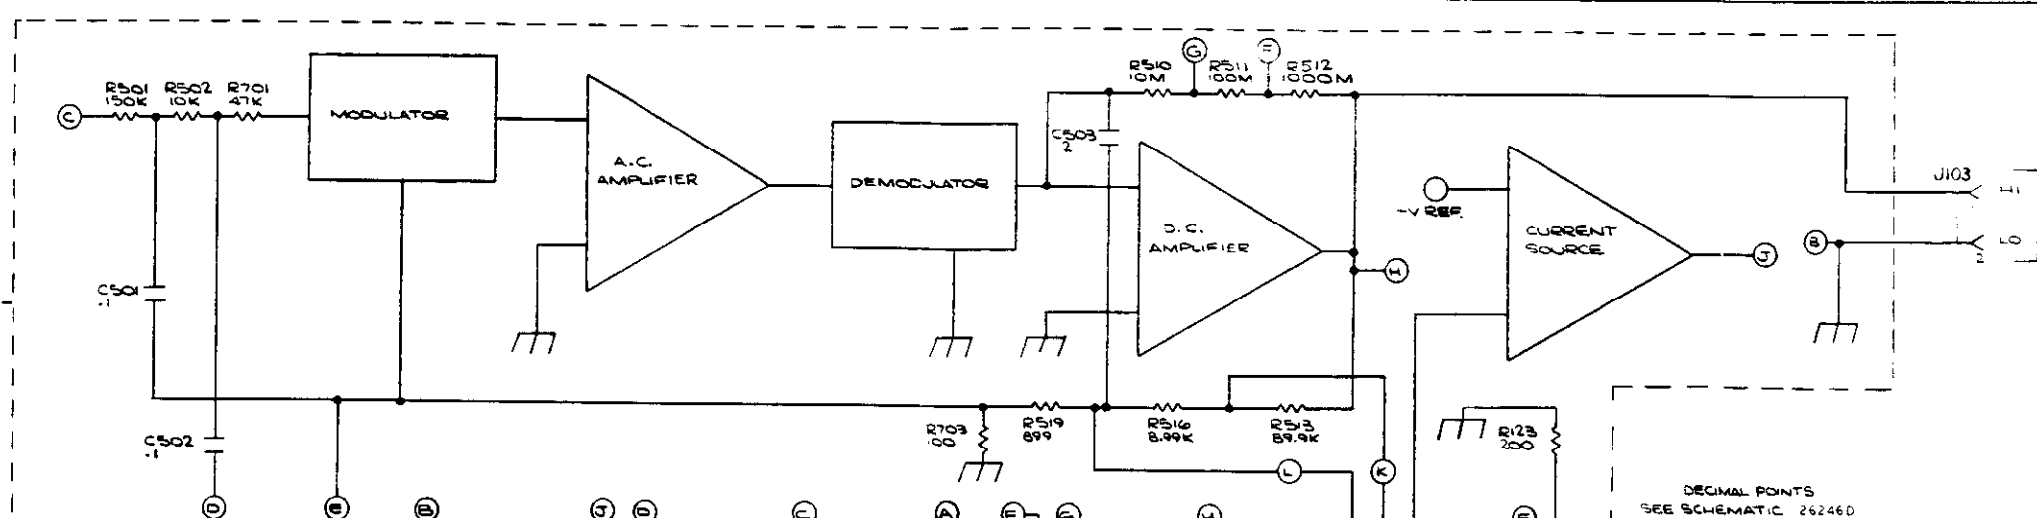 R501
150K
R502
10K
R701
47K
C
MODULATOR
A.C.
AMPLIFIER
DEMODULATOR
R510
10M
G
R511
100M
F
R512
1000M
C503
2
D.C.
AMPLIFIER
H
-V REF.
CURRENT
SOURCE
J
B
J103
HI
LO
2
C501
.1
C502
.1
R703
100
R519
899
R516
8.99K
R513
89.9K
L
K
R123
200
DECIMAL POINTS
SEE SCHEMATIC 26246D
D
E
B
J
C
A